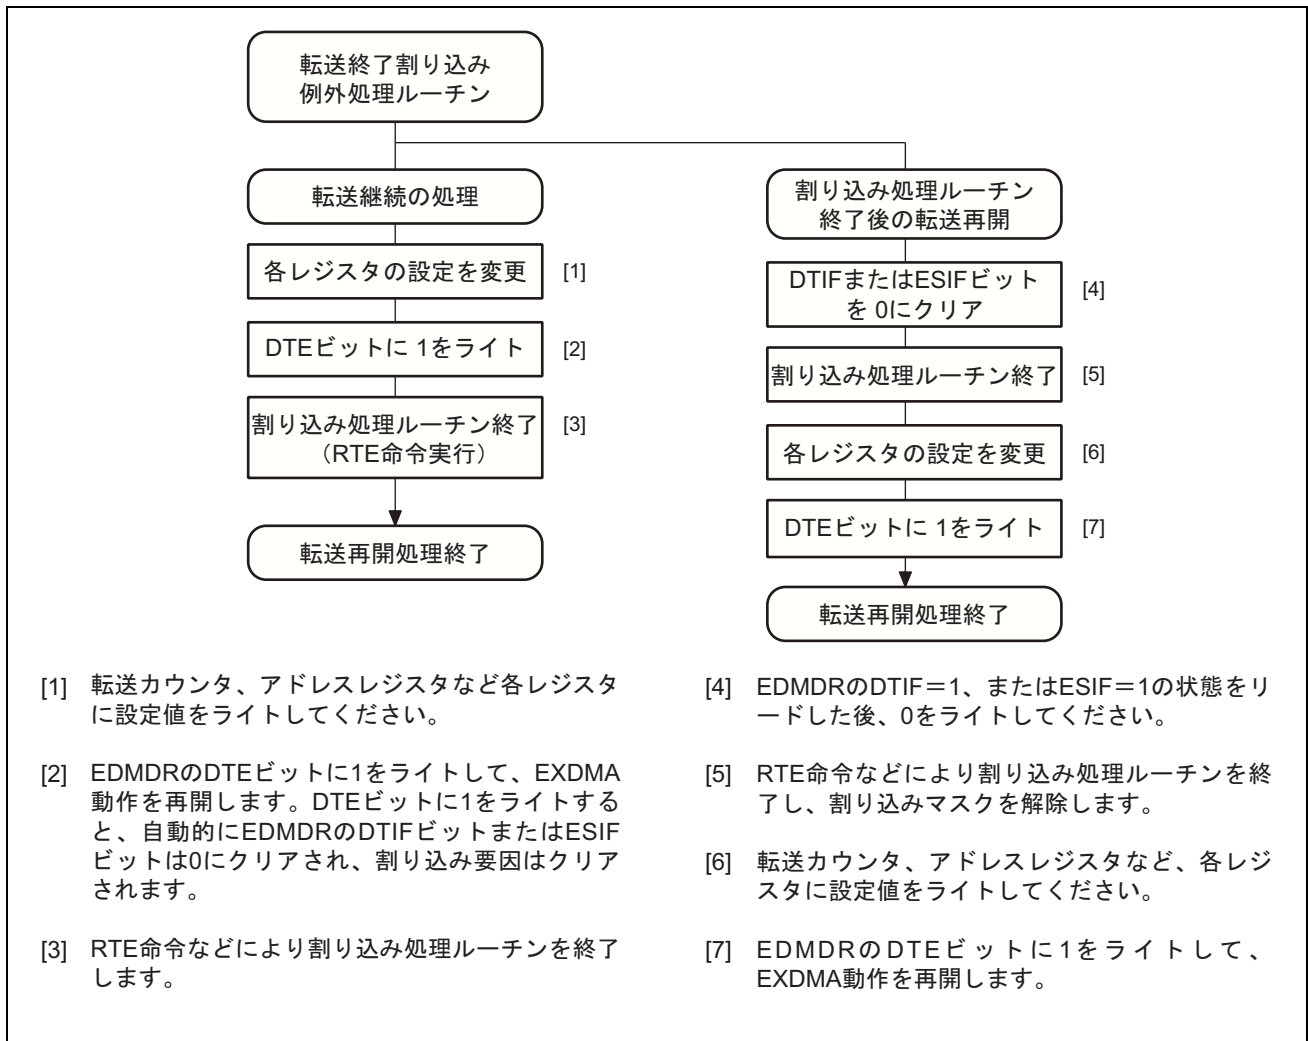 転送終了割り込み
例外処理ルーチン
転送継続の処理
各レジスタの設定を変更 [1]
DTEビットに 1をライト [2]
割り込み処理ルーチン終了 [3]
（RTE命令実行）
転送再開処理終了
割り込み処理ルーチン
終了後の転送再開
DTIFまたはESIFビット
を 0にクリア [4]
割り込み処理ルーチン終了 [5]
各レジスタの設定を変更 [6]
DTEビットに 1をライト [7]
転送再開処理終了
[1] 転送カウンタ、アドレスレジスタなど各レジスタ
に設定値をライトしてください。
[2] EDMDRのDTEビットに1をライトして、EXDMA
動作を再開します。DTEビットに1をライトする
と、自動的にEDMDRのDTIFビットまたはESIF
ビットは0にクリアされ、割り込み要因はクリア
されます。
[3] RTE命令などにより割り込み処理ルーチンを終了
します。
[4] EDMDRのDTIF＝1、またはESIF＝1の状態をリ
ードした後、0をライトしてください。
[5] RTE命令などにより割り込み処理ルーチンを終
了し、割り込みマスクを解除します。
[6] 転送カウンタ、アドレスレジスタなど、各レジ
スタに設定値をライトしてください。
[7] EDMDRのDTEビットに1をライトして、
EXDMA動作を再開します。